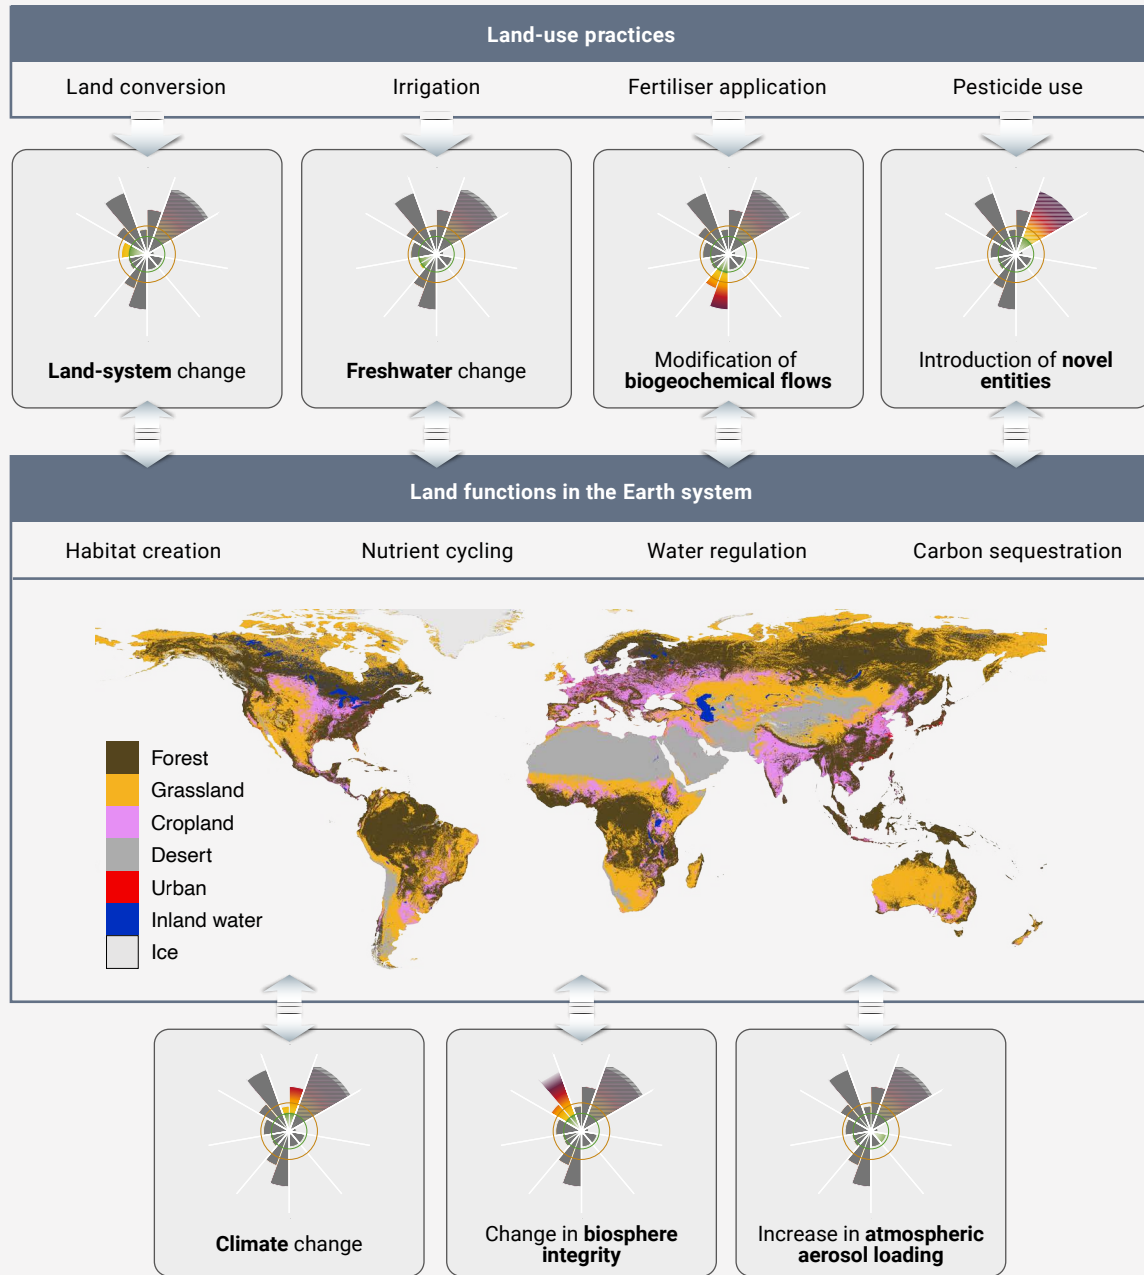 Land-use practices
Land conversion
Irrigation
Fertiliser application
Pesticide use
Land-system change
Freshwater change
Modification of
biogeochemical flows
Introduction of novel
entities
Land functions in the Earth system
Habitat creation
Nutrient cycling
Water regulation
Carbon sequestration
Forest
Grassland
Cropland
Desert
Urban
Inland water
Ice
Climate change
Change in biosphere
integrity
Increase in atmospheric
aerosol loading